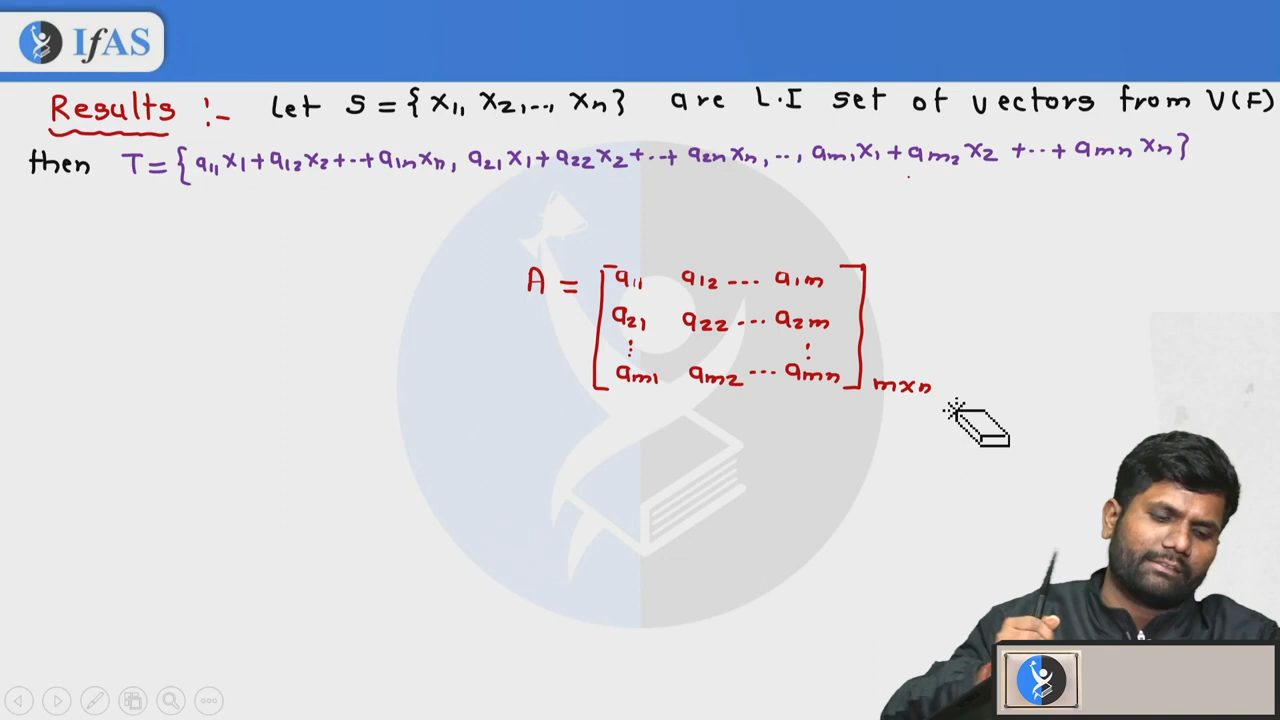 IfAS
Results :- Let S = {x1, x2,.., xn} are L.I set of vectors from V(F)
then T = {a11x1+a12x2+..+a1nxn, a21x1+a22x2+..+a2nxn,.., am1x1+am2x2+..+amnxn}
A = [a11 a12 ... a1m
a21 a22 ... a2m
⋮ ⋮
am1 am2 ... amn] m×n